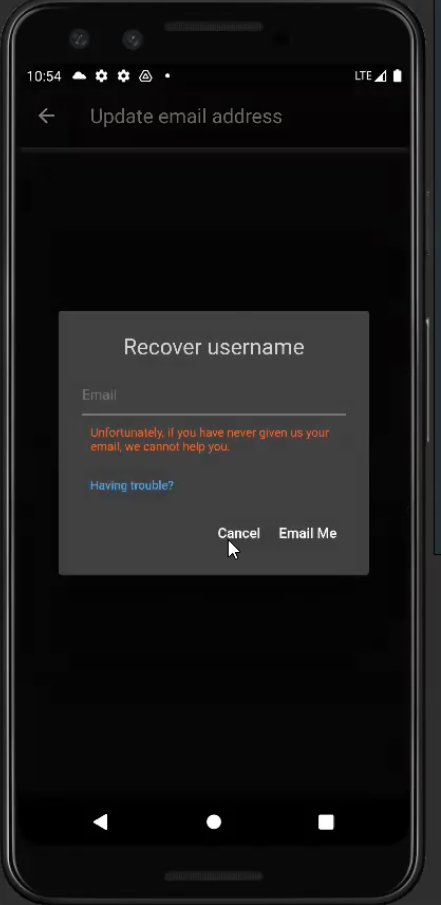 10:54
LTE
Update email address
Recover username
Email
Unfortunately, if you have never given us your
email, we cannot help you.
Having trouble?
Cancel Email Me